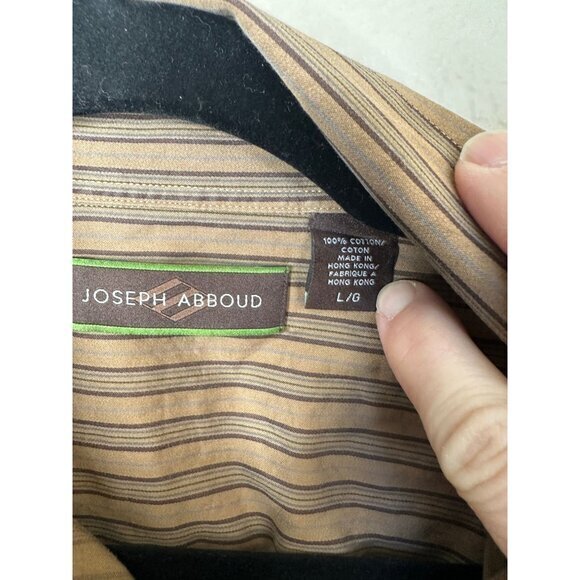 JOSEPH ABBOUD
100% COTTON/
COTON
MADE IN
HONG KONG/
FABRIQUE A
HONG KONG
L/G